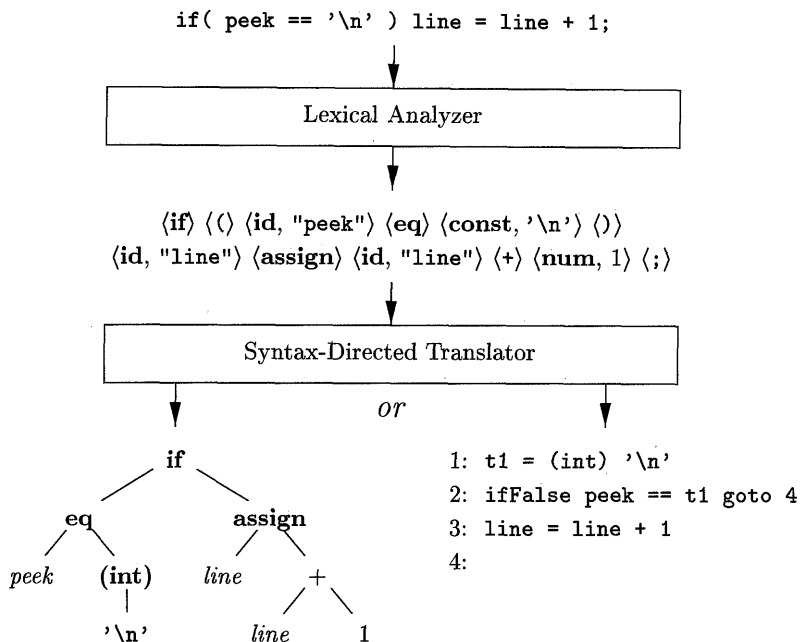 if( peek == '\n' ) line = line + 1;
Lexical Analyzer
⟨if⟩ ⟨(⟩ ⟨id, "peek"⟩ ⟨eq⟩ ⟨const, '\n'⟩ ⟨)⟩
⟨id, "line"⟩ ⟨assign⟩ ⟨id, "line"⟩ ⟨+⟩ ⟨num, 1⟩ ⟨;⟩
Syntax-Directed Translator
or
if
eq assign
peek (int) line +
'\n' line 1
1: t1 = (int) '\n'
2: ifFalse peek == t1 goto 4
3: line = line + 1
4: